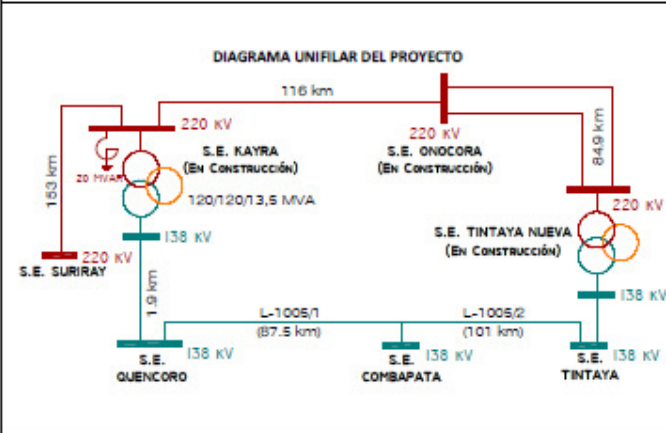 DIAGRAMA UNIFILAR DEL PROYECTO
116 km
220 KV
S.E. KAYRA
(EN CONSTRUCCIÓN)
20 MVAR
120/120/13,5 MVA
138 KV
153 km
220 KV
S.E. SURIRAY
1.9 km
220 KV
S.E. ONOCORA
(EN CONSTRUCCIÓN)
84.9 km
220 KV
S.E. TINTAYA NUEVA
(EN CONSTRUCCIÓN)
138 KV
L-1005/1
(87.5 km)
L-1005/2
(101 km)
S.E.
QUENCORO
138 KV
S.E.
COMBAPATA
138 KV
S.E.
TINTAYA
138 KV